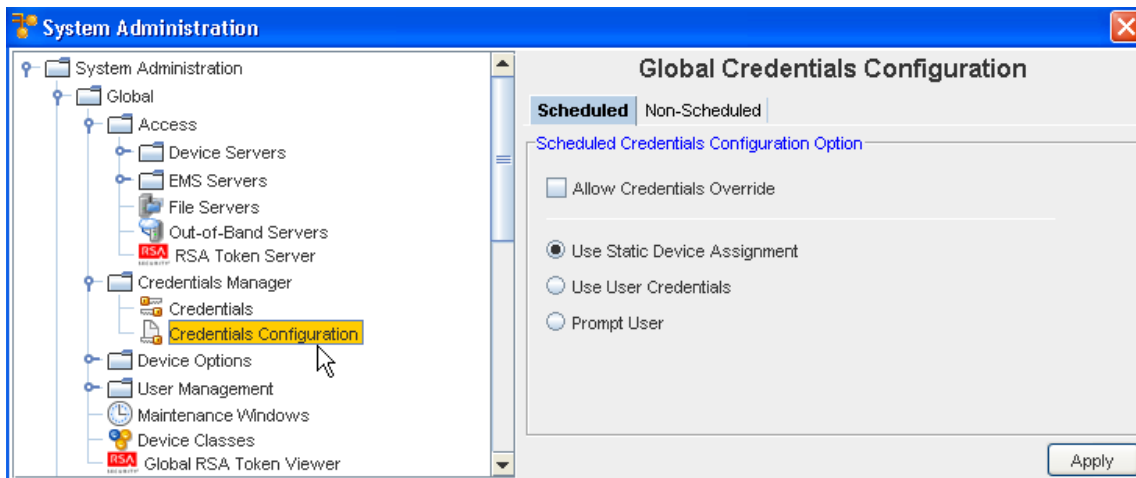 System Administration
System Administration
Global
Access
Device Servers
EMS Servers
File Servers
Out-of-Band Servers
RSA RSA Token Server
Credentials Manager
Credentials
Credentials Configuration
Device Options
User Management
Maintenance Windows
Device Classes
RSA Global RSA Token Viewer
Global Credentials Configuration
Scheduled Non-Scheduled
Scheduled Credentials Configuration Option
Allow Credentials Override
Use Static Device Assignment
Use User Credentials
Prompt User
Apply